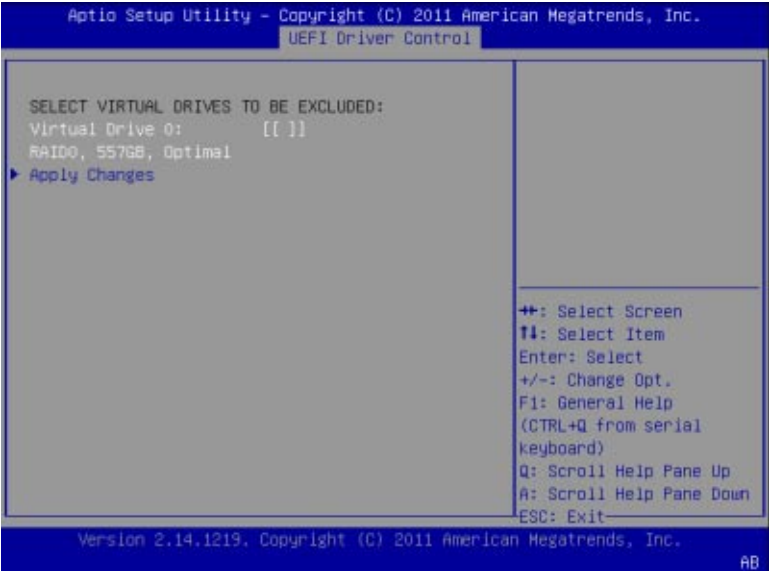 Aptio Setup Utility – Copyright (C) 2011 American Megatrends, Inc.
UEFI Driver Control
SELECT VIRTUAL DRIVES TO BE EXCLUDED:
Virtual Drive 0: [[ ]]
RAID0, 557GB, Optimal
Apply Changes
→←: Select Screen
↑↓: Select Item
Enter: Select
+/-: Change Opt.
F1: General Help
(CTRL+Q from serial
keyboard)
Q: Scroll Help Pane Up
A: Scroll Help Pane Down
ESC: Exit
Version 2.14.1219. Copyright (C) 2011 American Megatrends, Inc.
AB